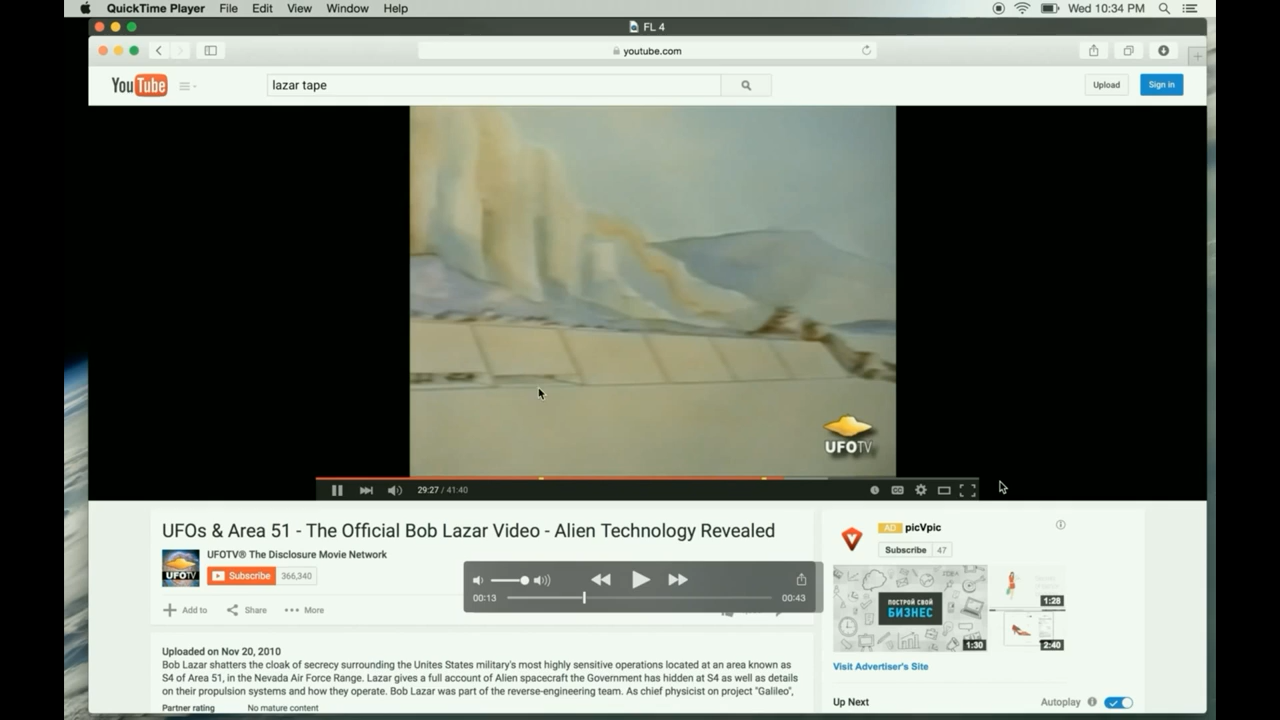 QuickTime Player File Edit View Window Help Wed 10:34 PM
FL 4
youtube.com
YouTube lazar tape Upload Sign in
UFOTV
29:27 / 41:40 CC
UFOs & Area 51 - The Official Bob Lazar Video - Alien Technology Revealed
UFOTV
UFOTV® The Disclosure Movie Network
Subscribe 366,340
Add to Share More
00:13 00:43
Uploaded on Nov 20, 2010
Bob Lazar shatters the cloak of secrecy surrounding the Unites States military's most highly sensitive operations located at an area known as
S4 of Area 51, in the Nevada Air Force Range. Lazar gives a full account of Alien spacecraft the Government has hidden at S4 as well as details
on their propulsion systems and how they operate. Bob Lazar was part of the reverse-engineering team. As chief physicist on project "Galileo",
Partner rating No mature content
AD picVpic
Subscribe 47
ПОСТРОЙ СВОЙ
БИЗНЕС
1:30
1:28
2:40
Visit Advertiser's Site
Up Next Autoplay